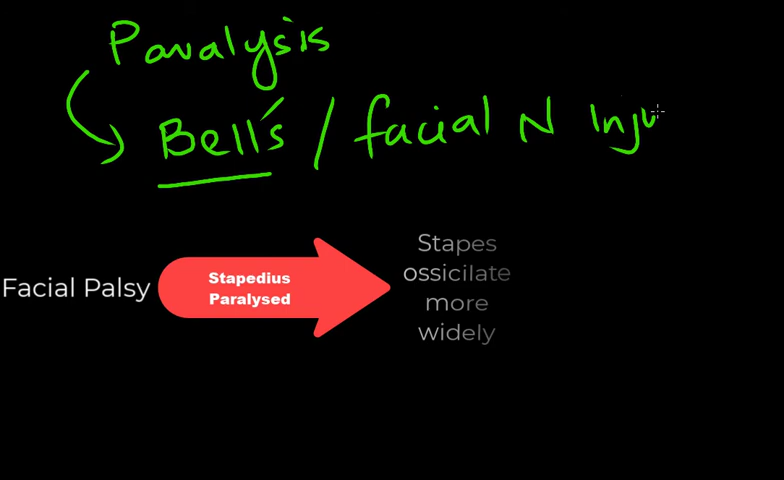 Paralysis
Bell's / facial N Inju
Facial Palsy
Stapedius
Paralysed
Stapes
ossicilate
more
widely